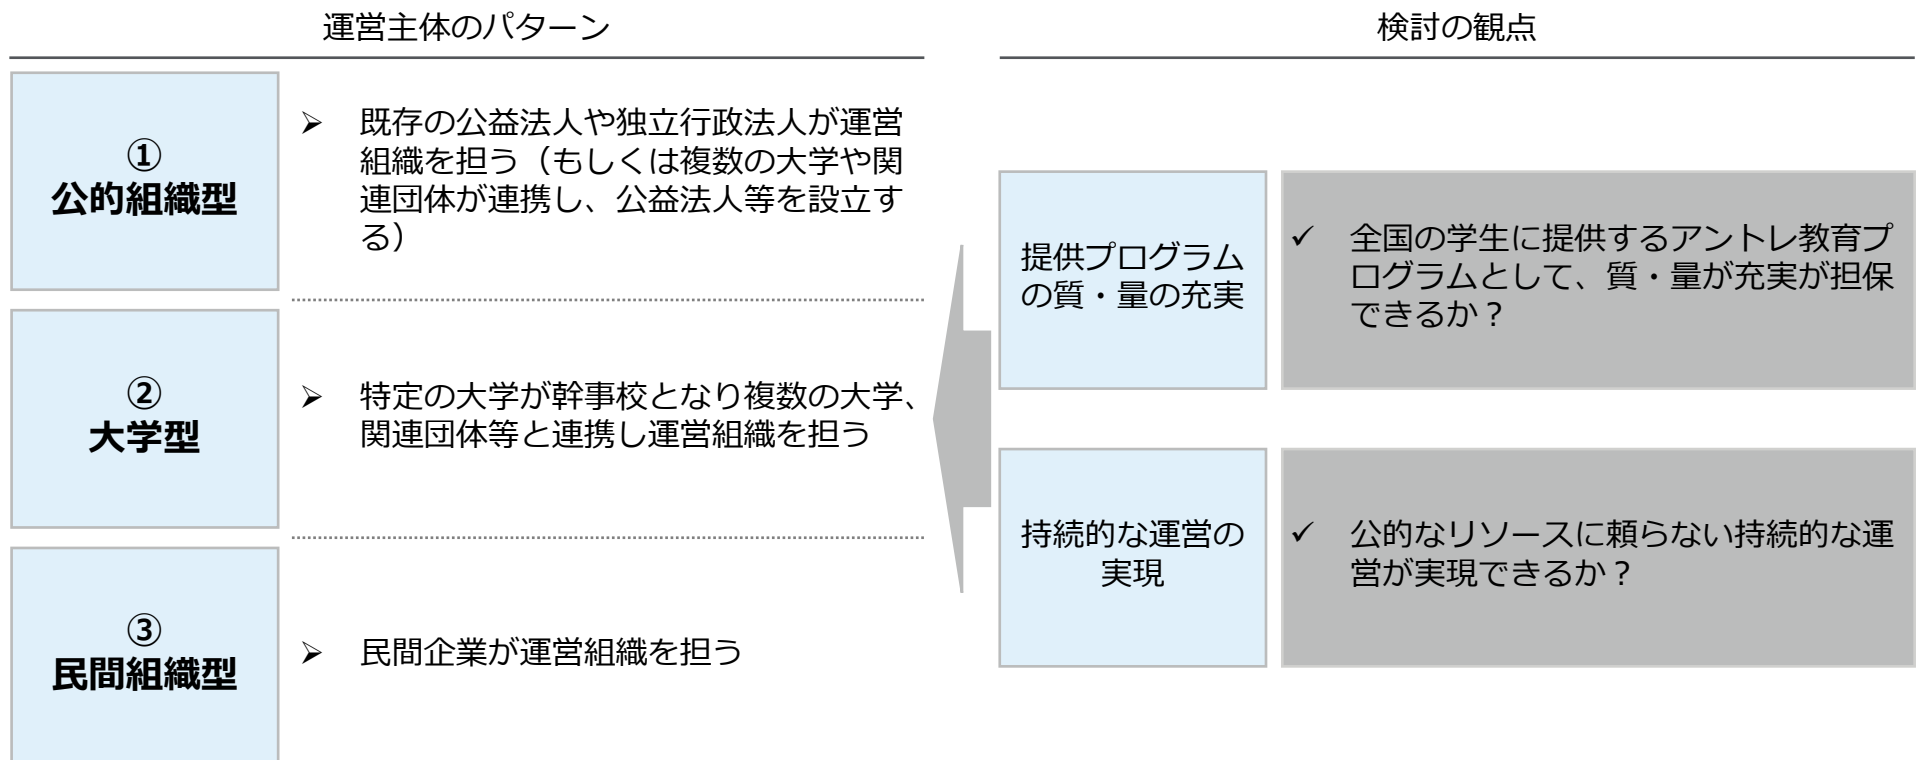 運営主体のパターン
①
公的組織型
➢ 既存の公益法人や独立行政法人が運営
組織を担う（もしくは複数の大学や関
連団体が連携し、公益法人等を設立す
る）
②
大学型
➢ 特定の大学が幹事校となり複数の大学、
関連団体等と連携し運営組織を担う
③
民間組織型
➢ 民間企業が運営組織を担う
検討の観点
提供プログラム
の質・量の充実
✓ 全国の学生に提供するアントレ教育プ
ログラムとして、質・量が充実が担保
できるか？
持続的な運営の
実現
✓ 公的なリソースに頼らない持続的な運
営が実現できるか？